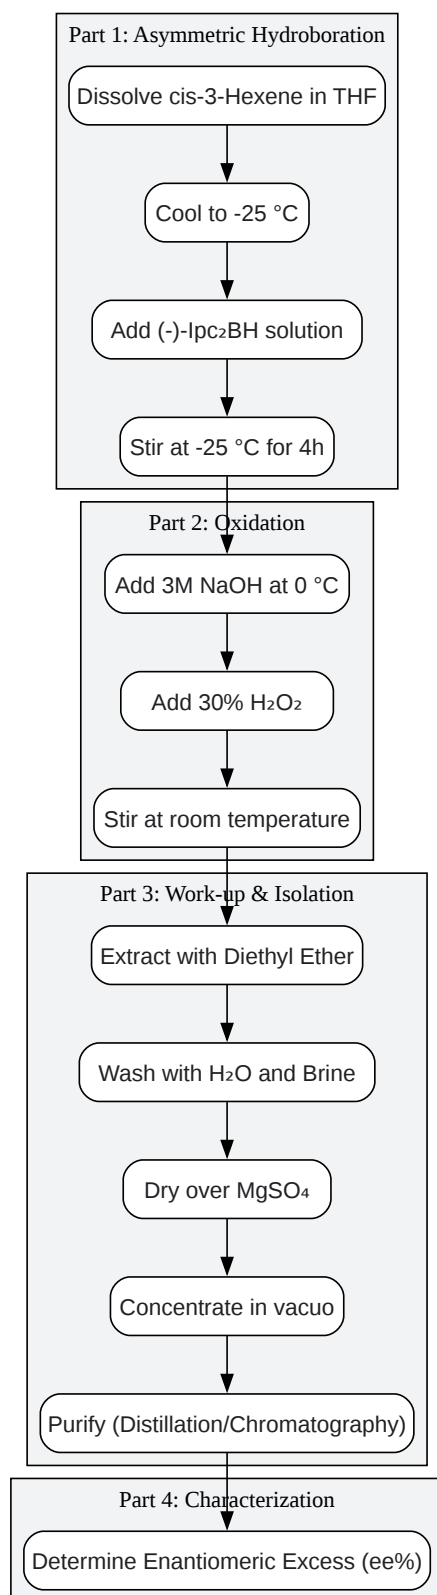 Part 1: Asymmetric Hydroboration
Dissolve cis-3-Hexene in THF
Cool to -25 °C
Add (-)-Ipc₂BH solution
Stir at -25 °C for 4h
Part 2: Oxidation
Add 3M NaOH at 0 °C
Add 30% H₂O₂
Stir at room temperature
Part 3: Work-up & Isolation
Extract with Diethyl Ether
Wash with H₂O and Brine
Dry over MgSO₄
Concentrate in vacuo
Purify (Distillation/Chromatography)
Part 4: Characterization
Determine Enantiomeric Excess (ee%)